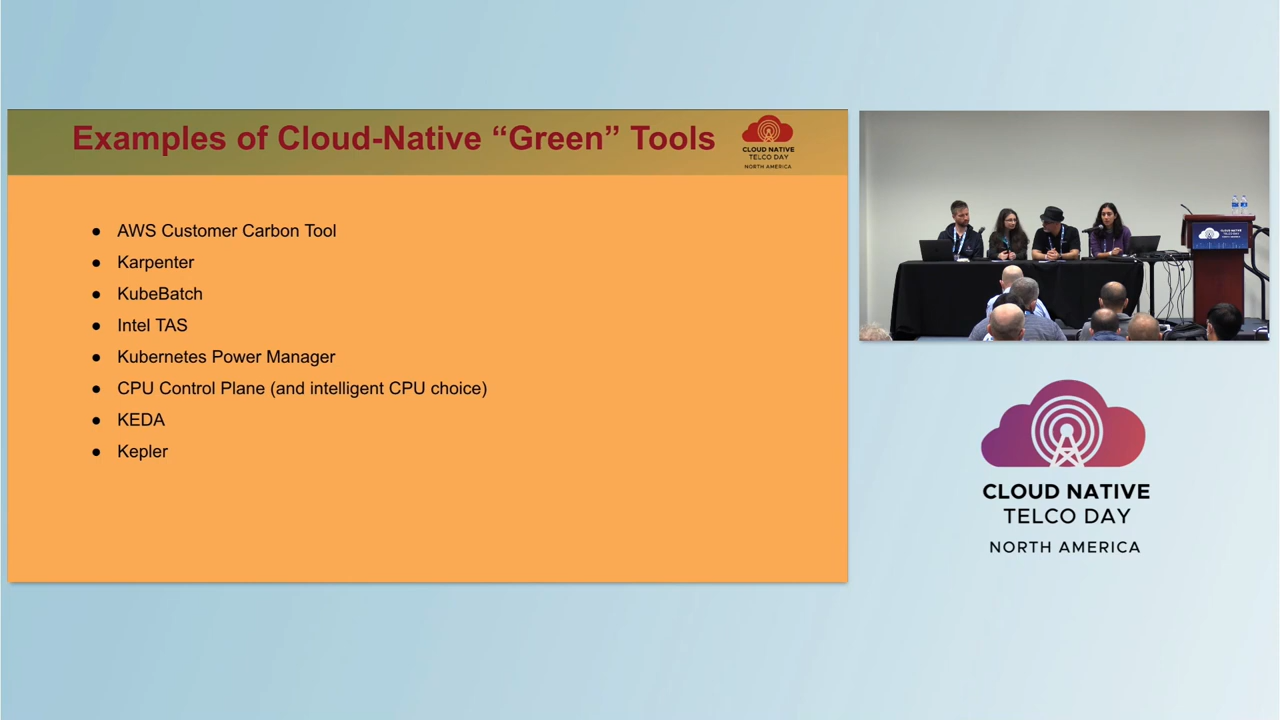 Examples of Cloud-Native “Green” Tools
CLOUD NATIVE
TELCO DAY
NORTH AMERICA
● AWS Customer Carbon Tool
● Karpenter
● KubeBatch
● Intel TAS
● Kubernetes Power Manager
● CPU Control Plane (and intelligent CPU choice)
● KEDA
● Kepler
CLOUD NATIVE
TELCO DAY
NORTH AMERICA